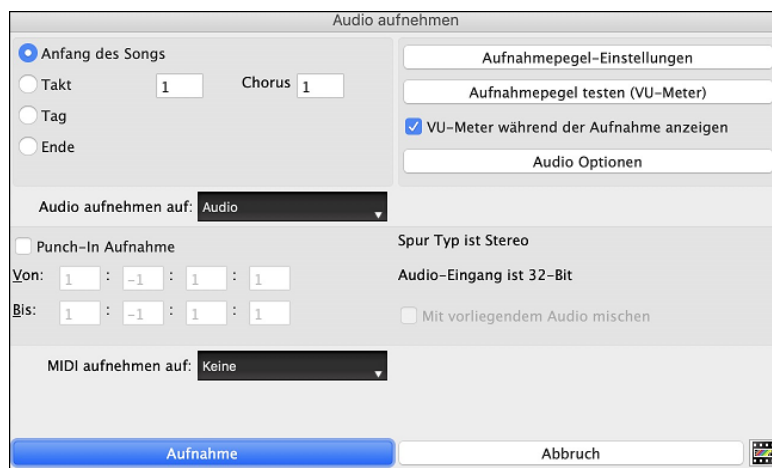 Audio aufnehmen
Anfang des Songs
Takt 1 Chorus 1
Tag
Ende
Aufnahmepegel-Einstellungen
Aufnahmepegel testen (VU-Meter)
VU-Meter während der Aufnahme anzeigen
Audio Optionen
Audio aufnehmen auf: Audio
Punch-In Aufnahme
Von: 1 : -1 : 1 : 1
Bis: 1 : -1 : 1 : 1
Spur Typ ist Stereo
Audio-Eingang ist 32-Bit
Mit vorliegendem Audio mischen
MIDI aufnehmen auf: Keine
Aufnahme
Abbruch